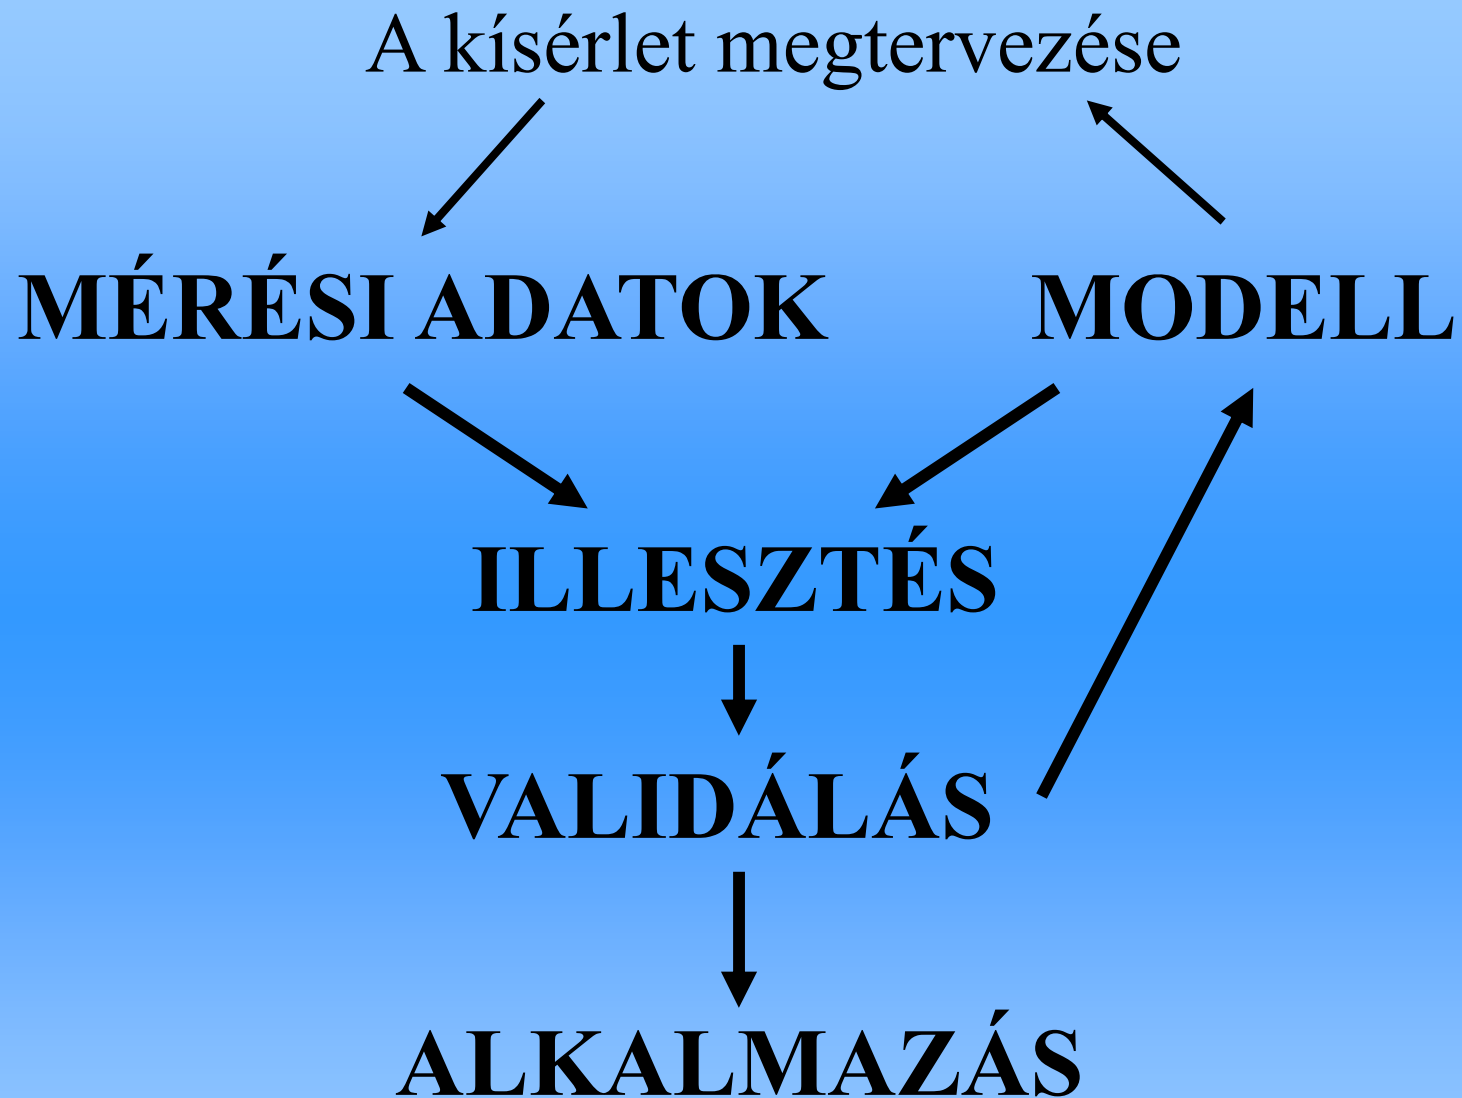 A kísérlet megtervezése
MÉRÉSI ADATOK MODELL
ILLESZTÉS
VALIDÁLÁS
ALKALMAZÁS